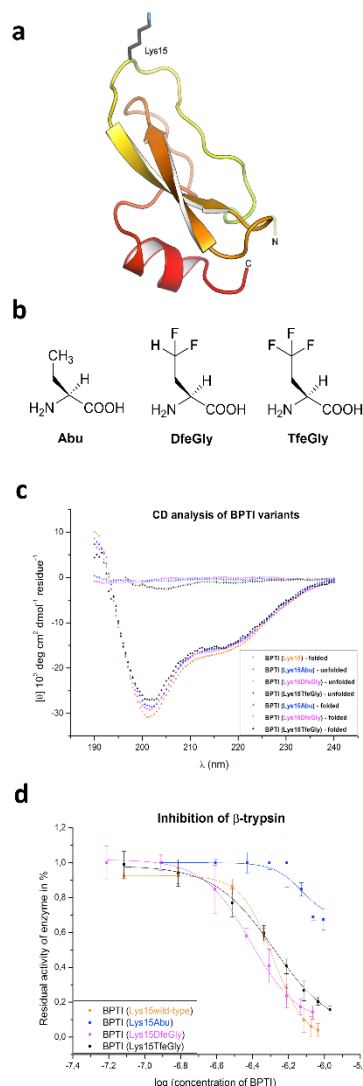 a
Lys15
N
C
b
CH3
H
H2N
COOH
Abu
F
H
F
H
H2N
COOH
DfeGly
F
F
F
H
H2N
COOH
TfeGly
c
CD analysis of BPTI variants
10
0
-10
-20
-30
[θ] 10³ deg cm² dmol⁻¹ residue⁻¹
BPTI (Lys15) - folded
BPTI (Lys15Abu) - unfolded
BPTI (Lys15DfeGly) - unfolded
BPTI (Lys15TfeGly) - unfolded
BPTI (Lys15Abu) - folded
BPTI (Lys15DfeGly) - folded
BPTI (Lys15TfeGly) - folded
190 200 210 220 230 240
λ (nm)
d
Inhibition of β-trypsin
1,2
1,0
0,8
0,6
0,4
0,2
0,0
Residual activity of enzyme in %
BPTI (Lys15wild-type)
BPTI (Lys15Abu)
BPTI (Lys15DfeGly)
BPTI (Lys15TfeGly)
-7,4 -7,2 -7,0 -6,8 -6,6 -6,4 -6,2 -6,0 -5,8
log (concentration of BPTI)